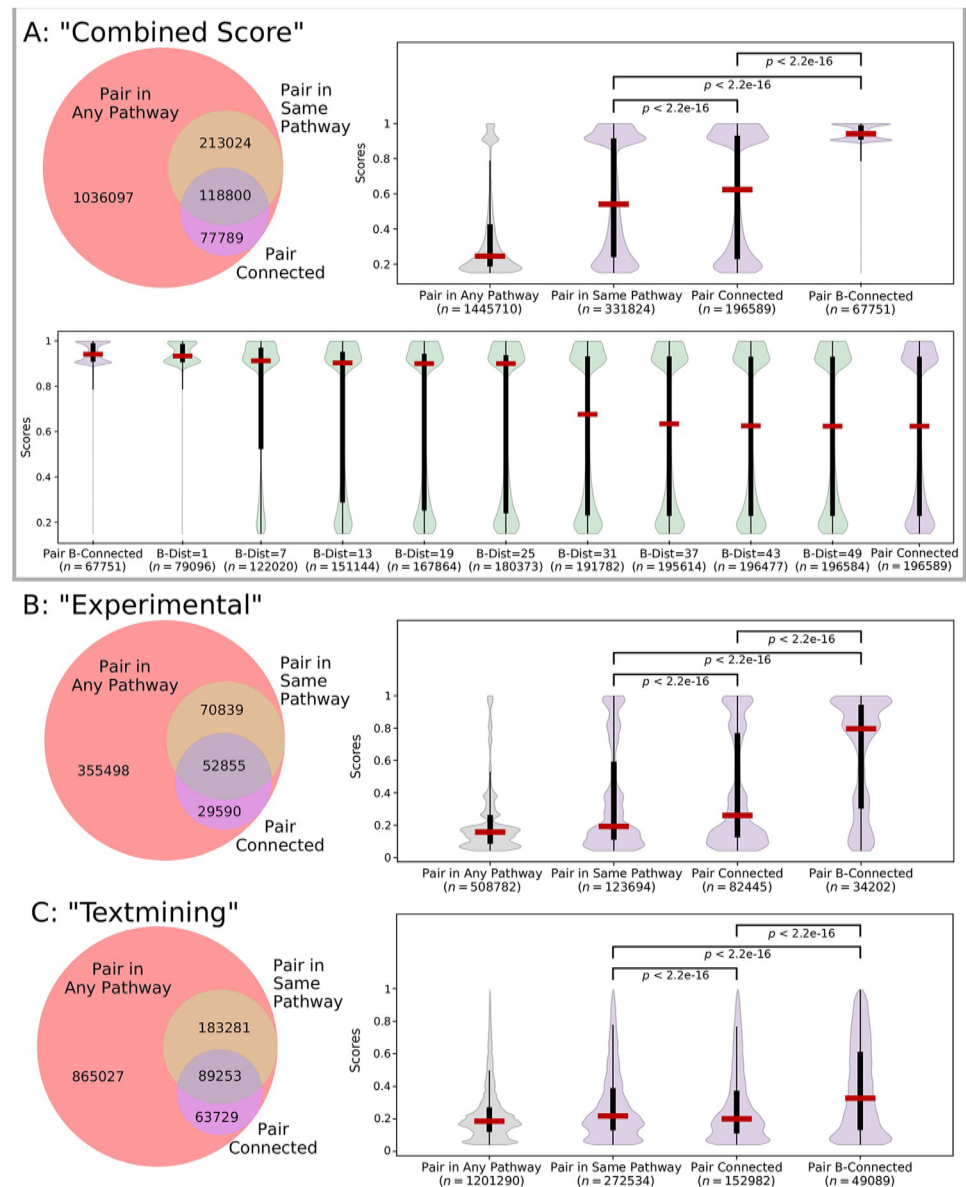 A: "Combined Score"
Pair in
Any Pathway
Pair in
Same
Pathway
213024
1036097
118800
77789
Pair
Connected
p < 2.2e-16
p < 2.2e-16
p < 2.2e-16
Scores
1
0.8
0.6
0.4
0.2
Pair in Any Pathway
(n = 1445710)
Pair in Same Pathway
(n = 331824)
Pair Connected
(n = 196589)
Pair B-Connected
(n = 67751)
Scores
1
0.8
0.6
0.4
0.2
Pair B-Connected
(n = 67751)
B-Dist=1
(n = 79096)
B-Dist=7
(n = 122020)
B-Dist=13
(n = 151144)
B-Dist=19
(n = 167864)
B-Dist=25
(n = 180373)
B-Dist=31
(n = 191782)
B-Dist=37
(n = 195614)
B-Dist=43
(n = 196477)
B-Dist=49
(n = 196584)
Pair Connected
(n = 196589)
B: "Experimental"
Pair in
Any Pathway
Pair in
Same
Pathway
70839
355498
52855
29590
Pair
Connected
p < 2.2e-16
p < 2.2e-16
p < 2.2e-16
Scores
1
0.8
0.6
0.4
0.2
0
Pair in Any Pathway
(n = 508782)
Pair in Same Pathway
(n = 123694)
Pair Connected
(n = 82445)
Pair B-Connected
(n = 34202)
C: "Textmining"
Pair in
Any Pathway
Pair in
Same
Pathway
183281
865027
89253
63729
Pair
Connected
p < 2.2e-16
p < 2.2e-16
p < 2.2e-16
Scores
1
0.8
0.6
0.4
0.2
0
Pair in Any Pathway
(n = 1201290)
Pair in Same Pathway
(n = 272534)
Pair Connected
(n = 152982)
Pair B-Connected
(n = 49089)